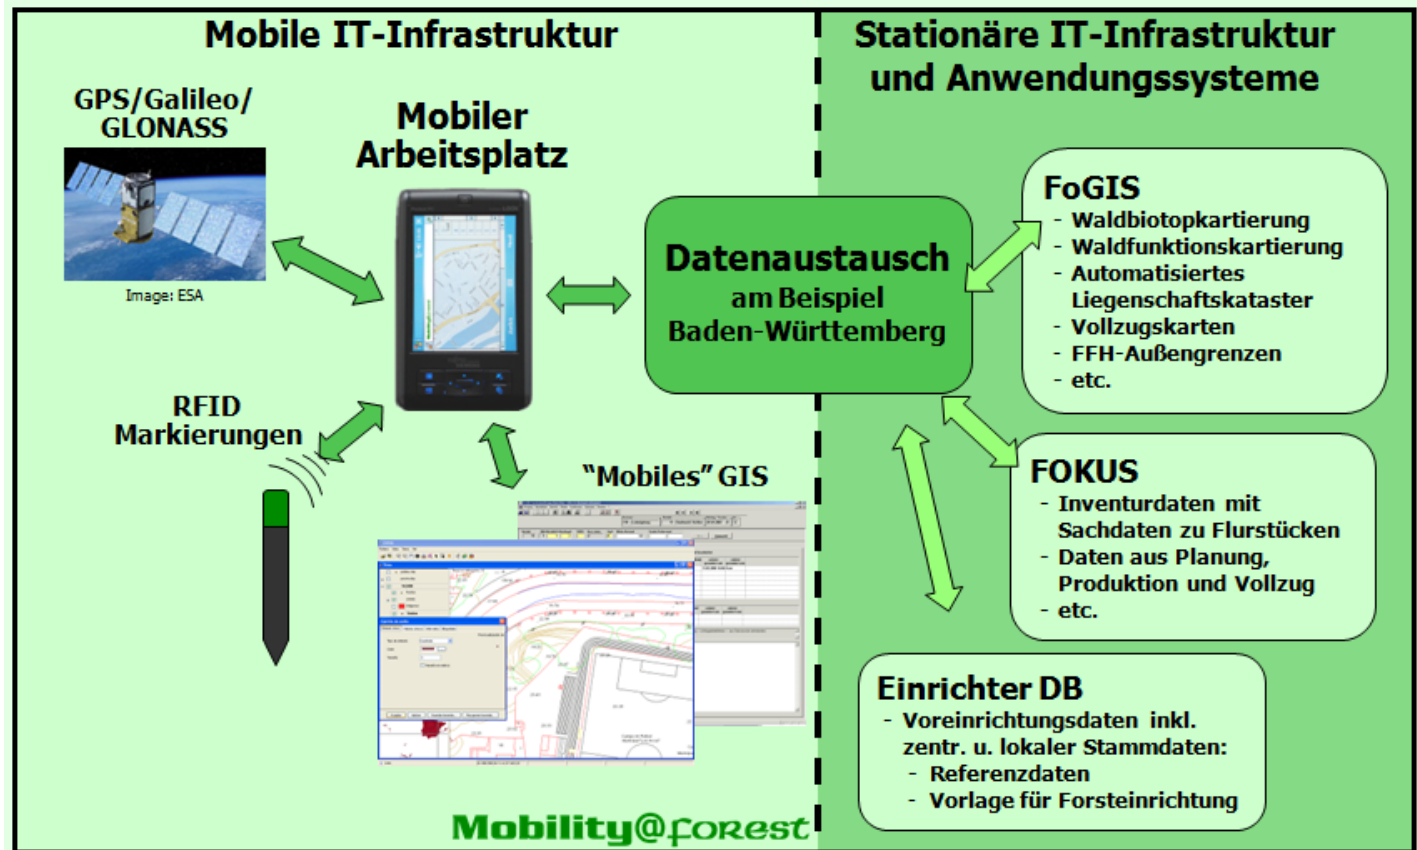 Mobile IT-Infrastruktur
Stationäre IT-Infrastruktur
und Anwendungssysteme
GPS/Galileo/
GLONASS
Image: ESA
Mobiler
Arbeitsplatz
Datenaustausch
am Beispiel
Baden-Württemberg
FoGIS
- Waldbiotopkartierung
- Waldfunktionskartierung
- Automatisiertes
Liegenschaftskataster
- Vollzugskarten
- FFH-Außengrenzen
- etc.
RFID
Markierungen
“Mobiles” GIS
FOKUS
- Inventurdaten mit
Sachdaten zu Flurstücken
- Daten aus Planung,
Produktion und Vollzug
- etc.
Einrichter DB
- Voreinrichtungsdaten inkl.
zentr. u. lokaler Stammdaten:
- Referenzdaten
- Vorlage für Forsteinrichtung
Mobility@forest